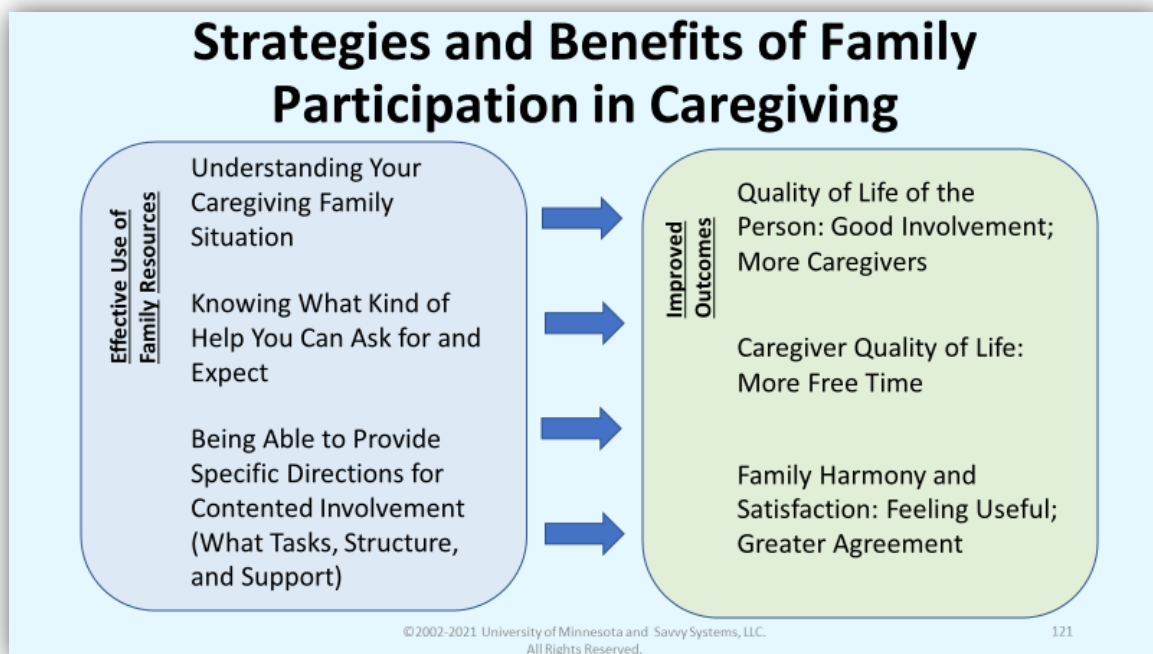 Strategies and Benefits of Family
Participation in Caregiving
Effective Use of
Family Resources
Understanding Your
Caregiving Family
Situation
Knowing What Kind of
Help You Can Ask for and
Expect
Being Able to Provide
Specific Directions for
Contented Involvement
(What Tasks, Structure,
and Support)
Improved
Outcomes
Quality of Life of the
Person: Good Involvement;
More Caregivers
Caregiver Quality of Life:
More Free Time
Family Harmony and
Satisfaction: Feeling Useful;
Greater Agreement
©2002-2021 University of Minnesota and Savvy Systems, LLC.
All Rights Reserved.
121